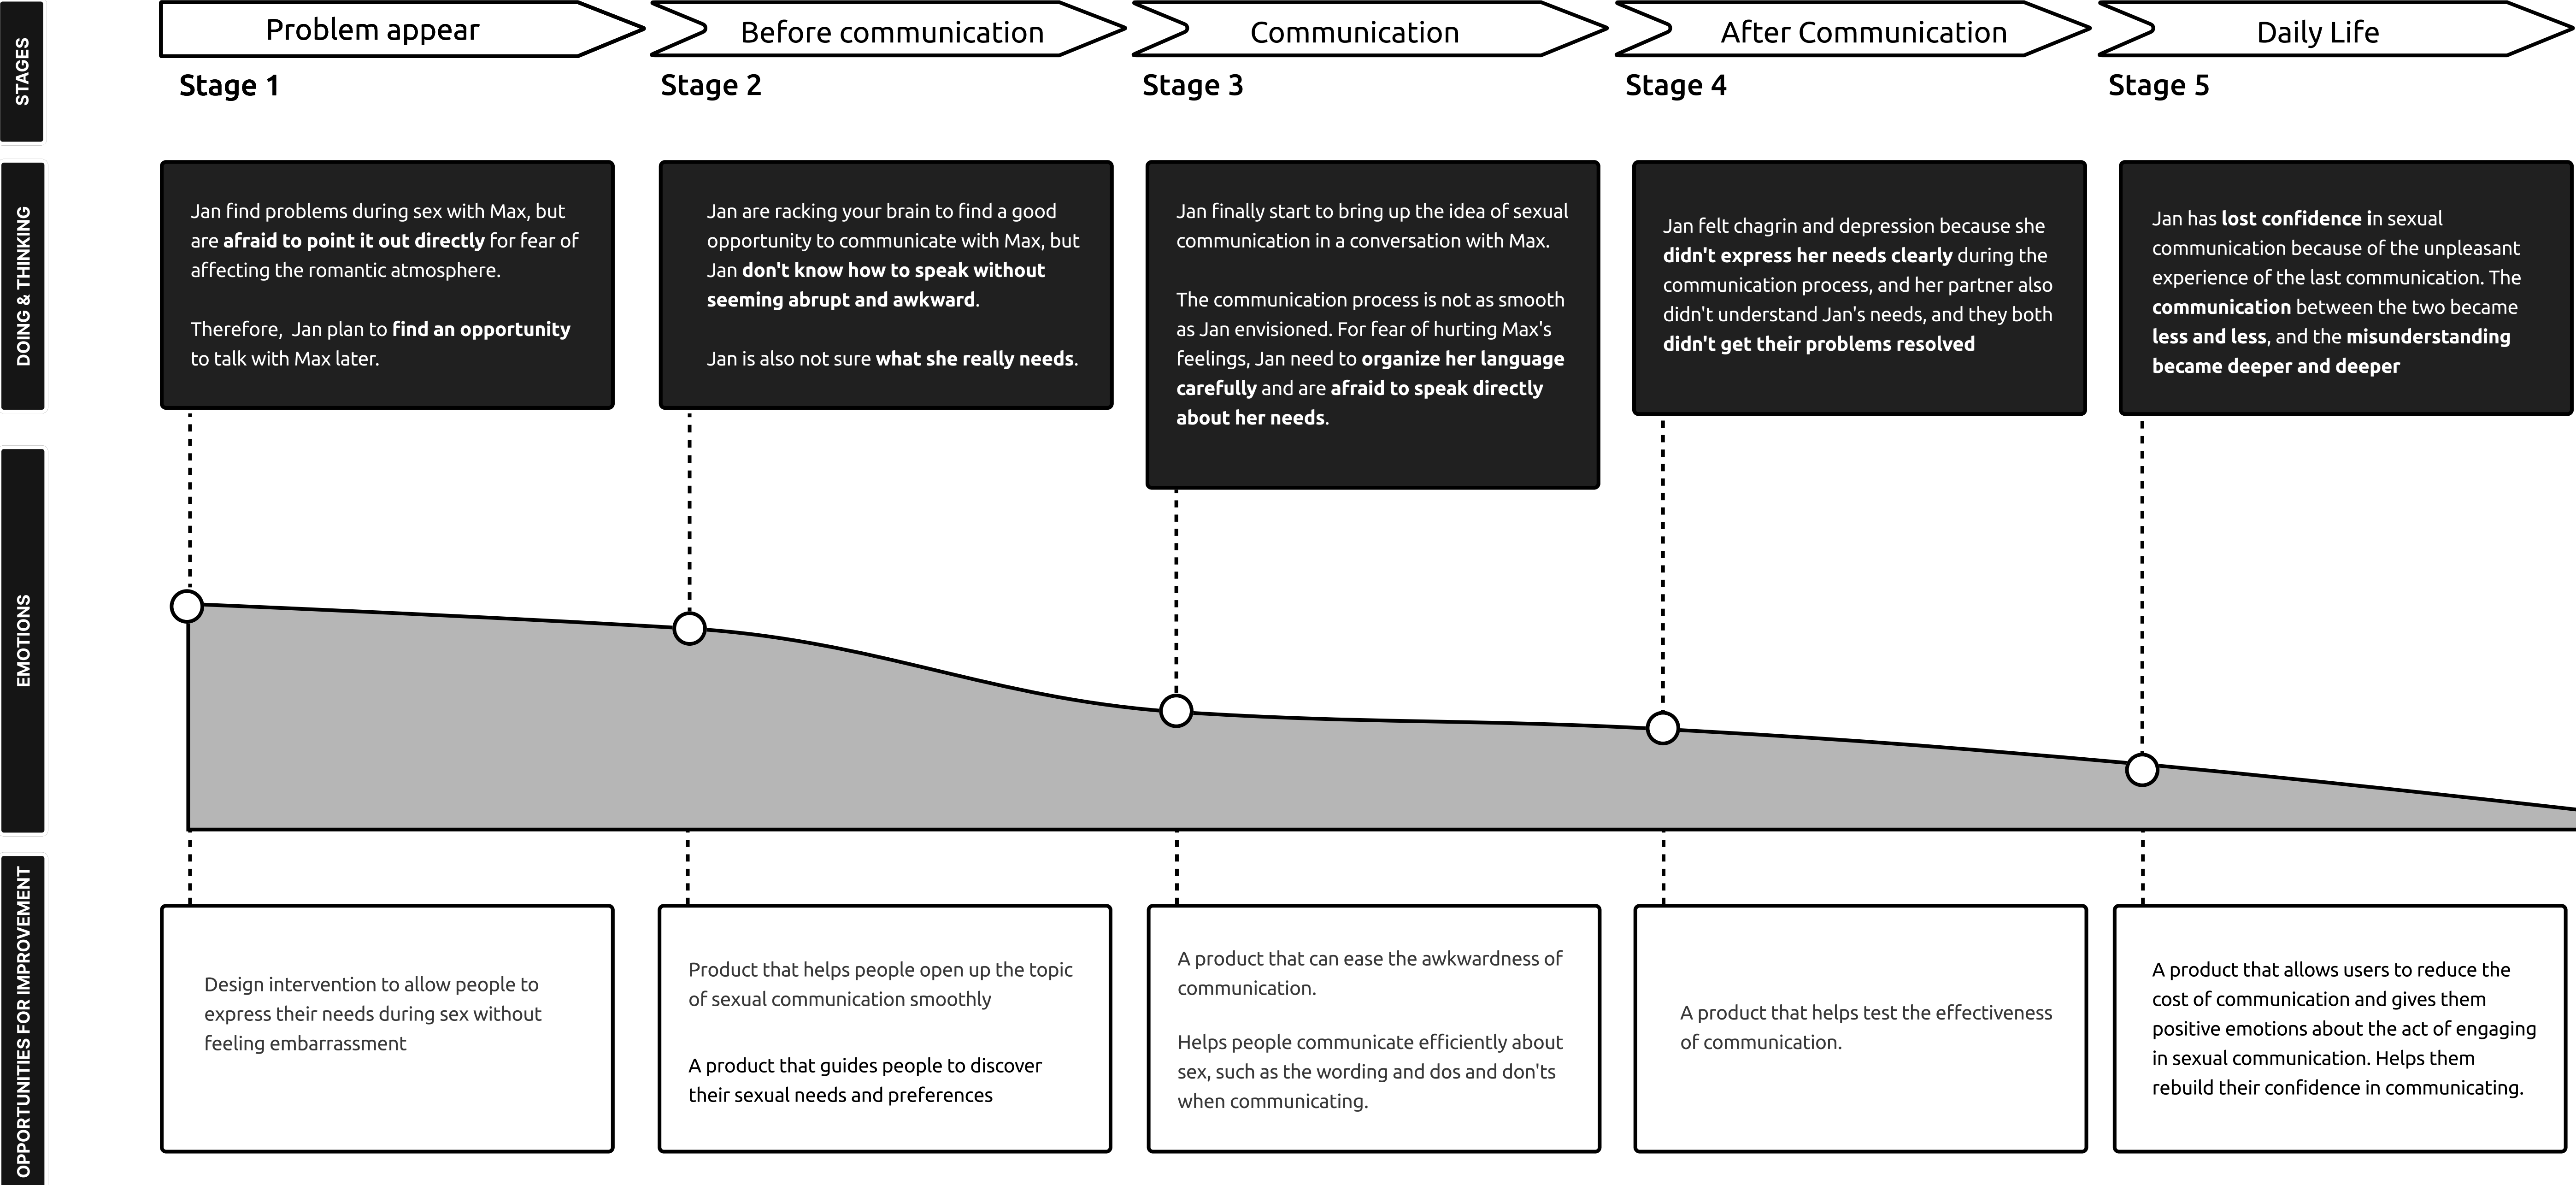 STAGES
Problem appear
Before communication
Communication
After Communication
Daily Life
Stage 1
Stage 2
Stage 3
Stage 4
Stage 5
DOING & THINKING
Jan find problems during sex with Max, but
are afraid to point it out directly for fear of
affecting the romantic atmosphere.
Therefore,  Jan plan to find an opportunity
to talk with Max later.
Jan are racking your brain to find a good
opportunity to communicate with Max, but
Jan don't know how to speak without
seeming abrupt and awkward.
Jan is also not sure what she really needs.
Jan finally start to bring up the idea of sexual
communication in a conversation with Max.
The communication process is not as smooth
as Jan envisioned. For fear of hurting Max's
feelings, Jan need to organize her language
carefully and are afraid to speak directly
about her needs.
Jan felt chagrin and depression because she
didn't express her needs clearly during the
communication process, and her partner also
didn't understand Jan's needs, and they both
didn't get their problems resolved
Jan has lost confidence in sexual
communication because of the unpleasant
experience of the last communication. The
communication between the two became
less and less, and the misunderstanding
became deeper and deeper
EMOTIONS
OPPORTUNITIES FOR IMPROVEMENT
Design intervention to allow people to
express their needs during sex without
feeling embarrassment
Product that helps people open up the topic
of sexual communication smoothly
A product that guides people to discover
their sexual needs and preferences
A product that can ease the awkwardness of
communication.
Helps people communicate efficiently about
sex, such as the wording and dos and don'ts
when communicating.
A product that helps test the effectiveness
of communication.
A product that allows users to reduce the
cost of communication and gives them
positive emotions about the act of engaging
in sexual communication. Helps them
rebuild their confidence in communicating.